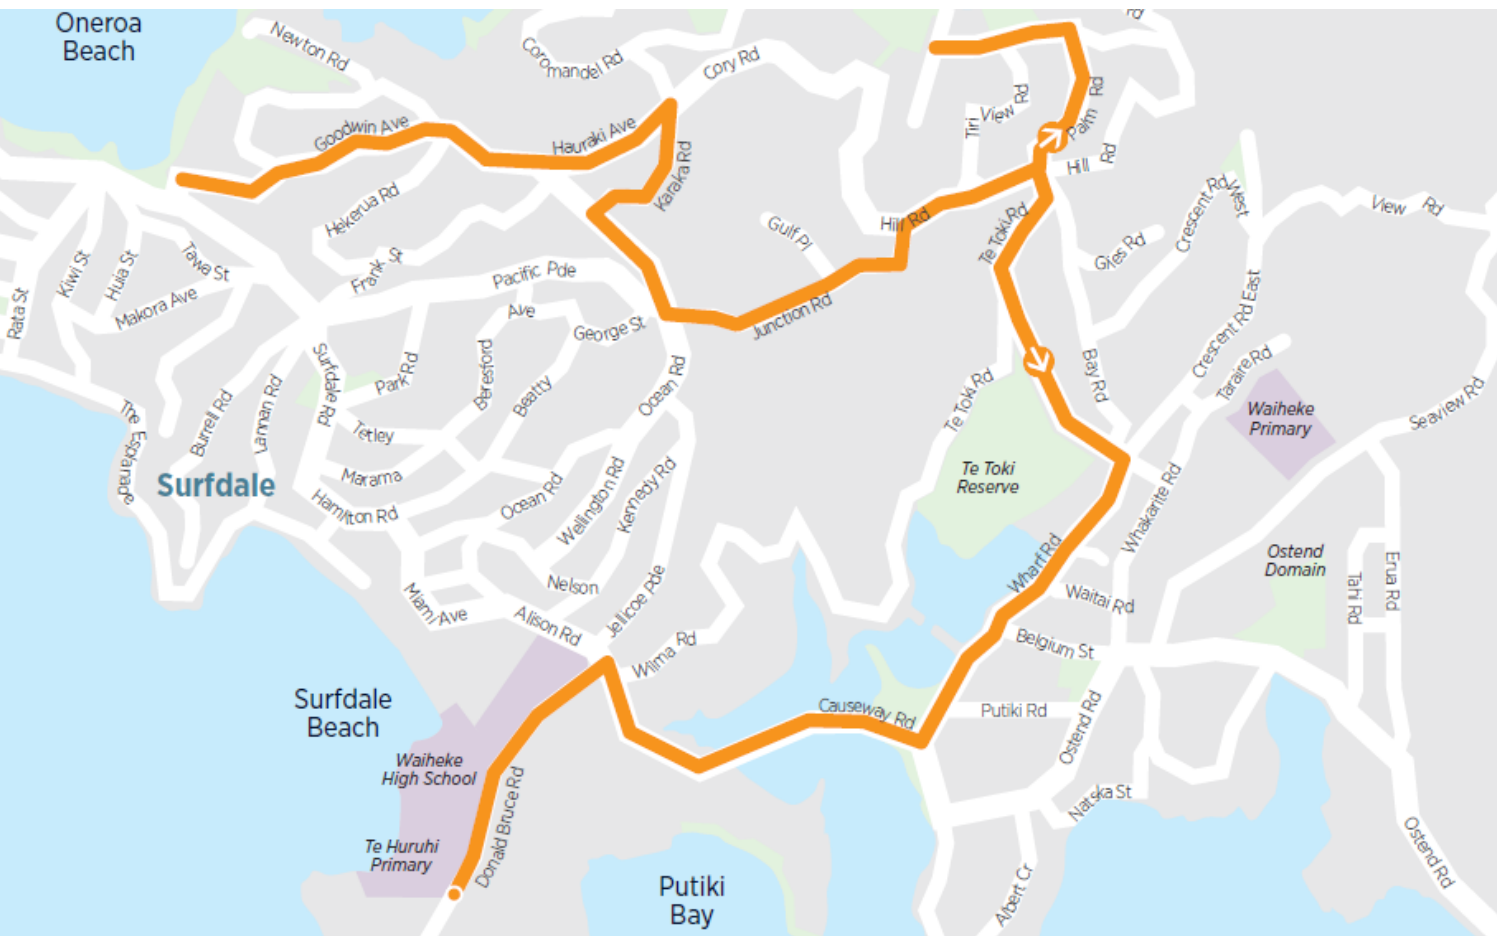 Oneroa
Beach
Newton Rd
Coromandel Rd
Cory Rd
Rd
Goodwin Ave
Hauraki Ave
Karaka Rd
Tiri
View
Rd
Palm Rd
Hill Rd
Hekerua Rd
Gulf Pl
Hill Rd
Te Toki Rd
Gies Rd
Crescent Rd West
View Rd
Kiwi St
Huia St
Tawa St
Makora Ave
Rata St
Frank St
Pacific Pde
Ave
George St
Junction Rd
Crescent Rd East
Taraire Rd
Surfdale Rd
Park Rd
Beresford
Beatty
Ocean Rd
Te Toki Rd
Bay Rd
Waiheke
Primary
Seaview Rd
The Esplanade
Burrell Rd
Lannan Rd
Tetley
Marama
Hamilton Rd
Surfdale
Ocean Rd
Wellington Rd
Kennedy Rd
Te Toki
Reserve
Whakarite Rd
Wharf Rd
Ostend
Domain
Tahi Rd
Erua Rd
Miami Ave
Nelson
Alison Rd
Jellicoe Pde
Wilma Rd
Waitai Rd
Belgium St
Surfdale
Beach
Causeway Rd
Putiki Rd
Ostend Rd
Waiheke
High School
Donald Bruce Rd
Natska St
Te Huruhi
Primary
Putiki
Bay
Albert Cr
Ostend Rd